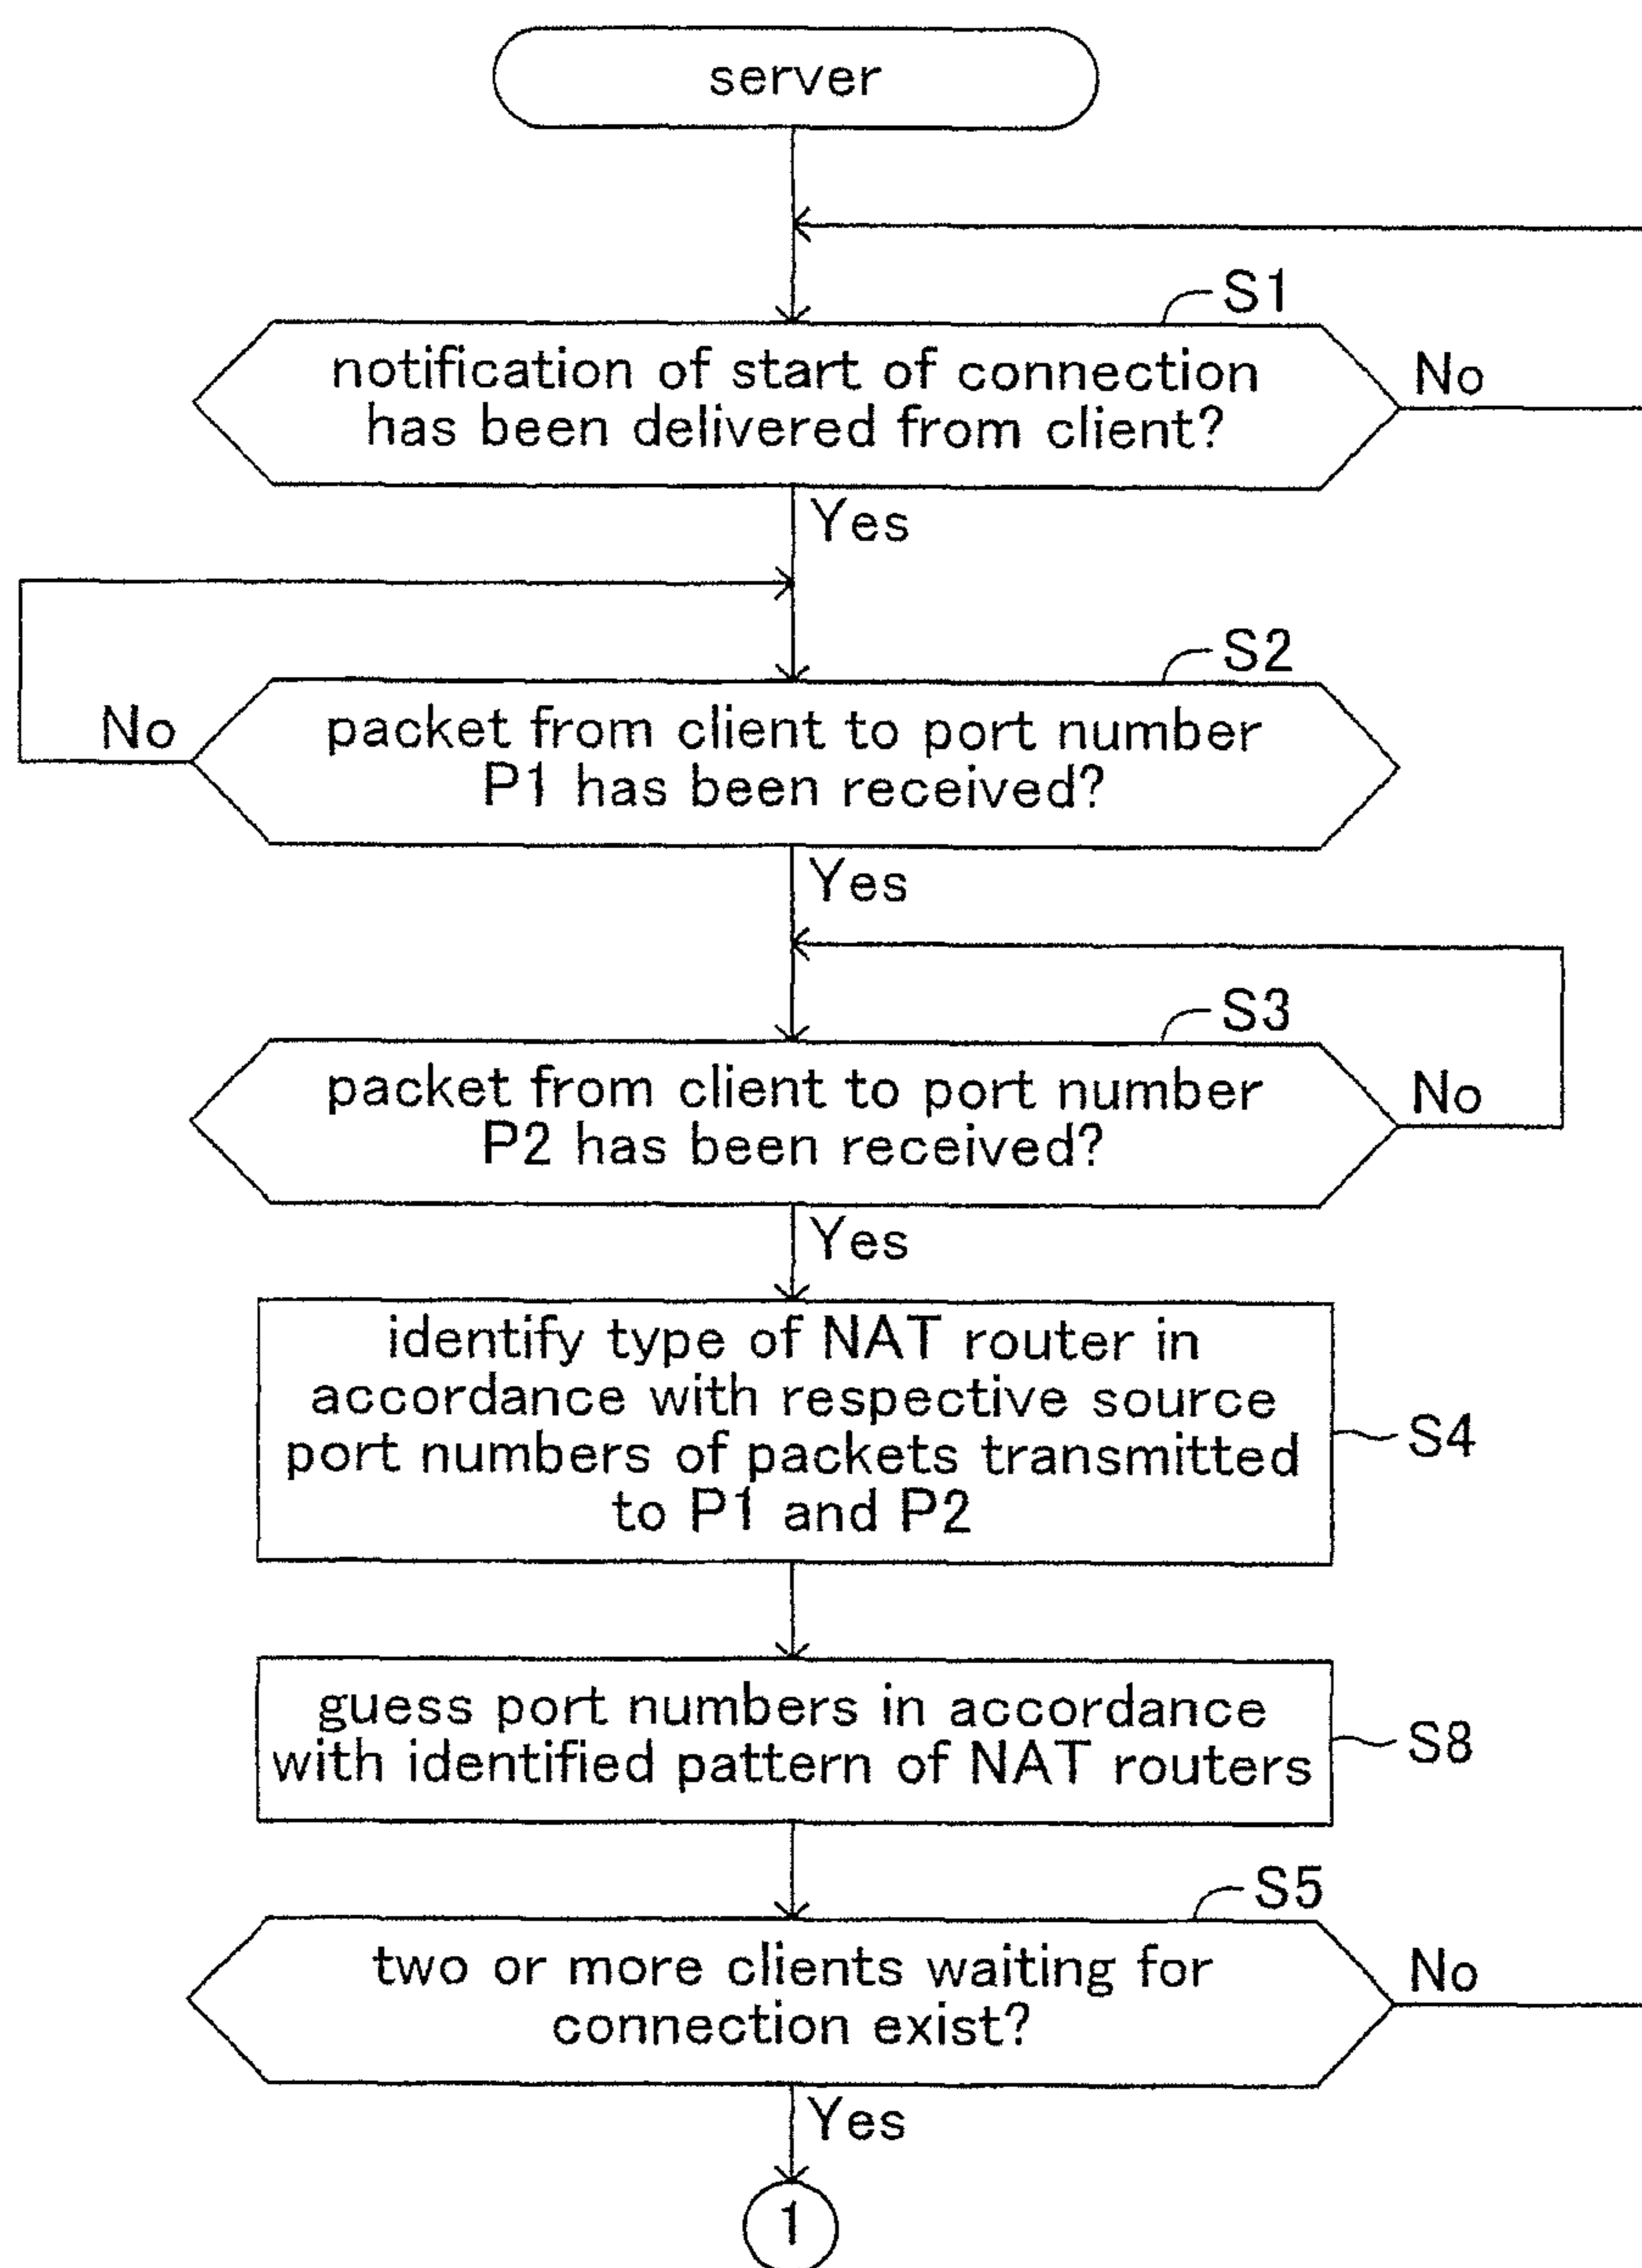 server
S1
notification of start of connection
has been delivered from client?
No
Yes
S2
packet from client to port number
P1 has been received?
No
Yes
S3
packet from client to port number
P2 has been received?
No
Yes
identify type of NAT router in
accordance with respective source
port numbers of packets transmitted
to P1 and P2
S4
guess port numbers in accordance
with identified pattern of NAT routers
S8
S5
two or more clients waiting for
connection exist?
No
Yes
1